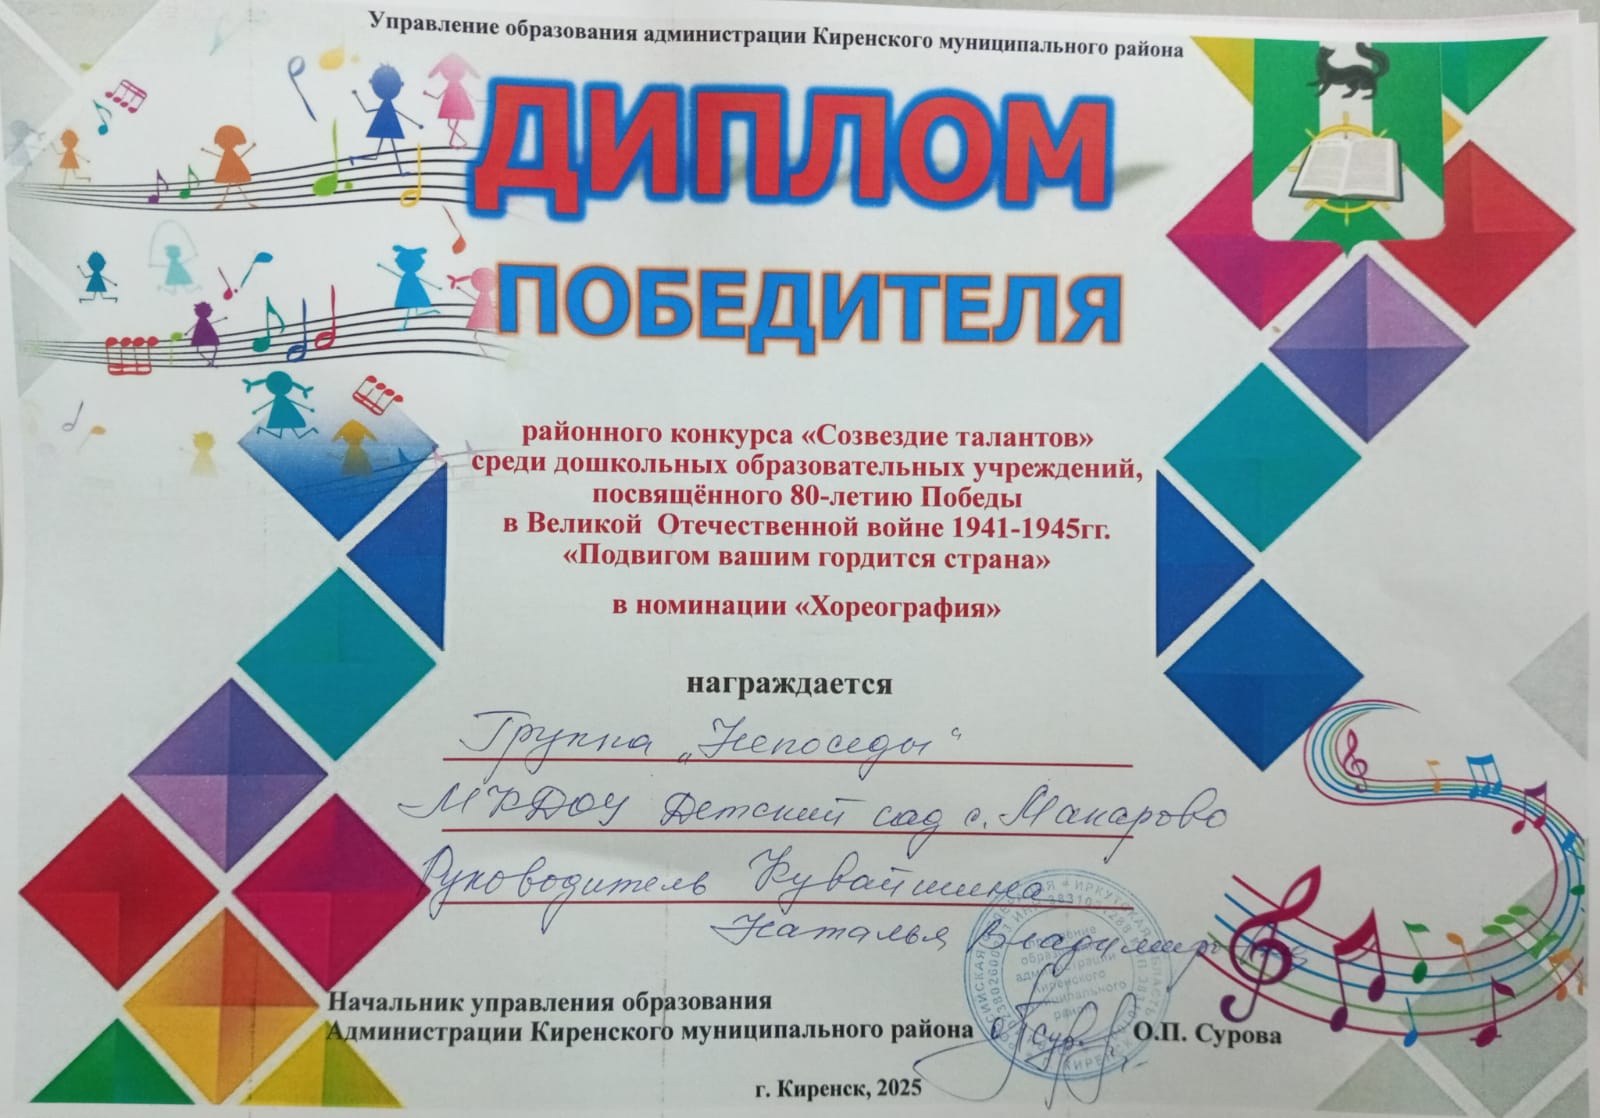 Управление образования администрации Киренского муниципального района
ДИПЛОМ
ПОБЕДИТЕЛЯ
районного конкурса «Созвездие талантов»
среди дошкольных образовательных учреждений,
посвящённого 80-летию Победы
в Великой Отечественной войне 1941-1945гг.
«Подвигом вашим гордится страна»
в номинации «Хореография»
награждается
Группа „Непоседы“
МКДОУ Детский сад с. Макарово
Руководитель Кувайшина
Наталья Владимировна
Начальник управления образования
Администрации Киренского муниципального района О.П. Сурова
г. Киренск, 2025